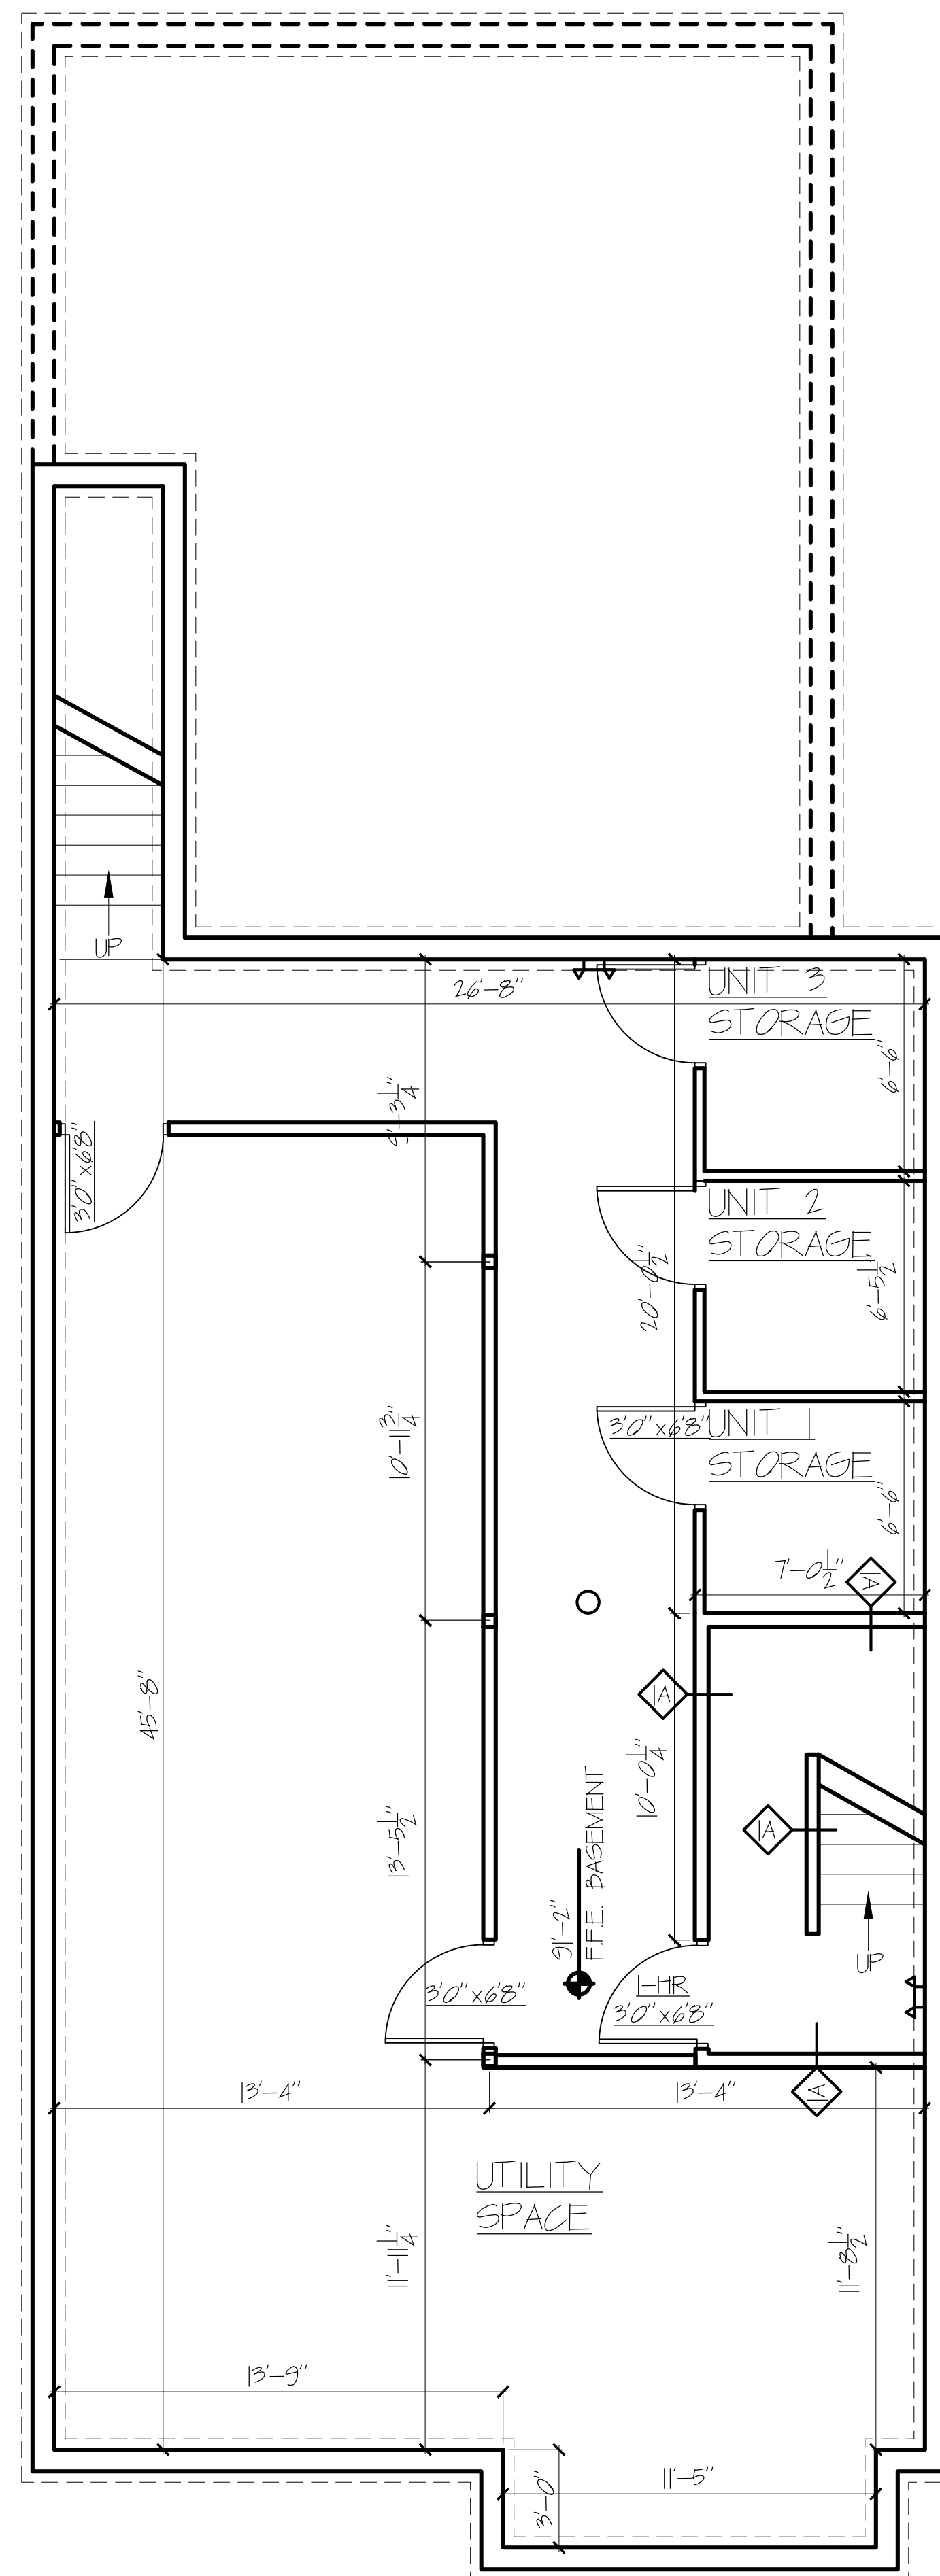 UP
26'-8"
UNIT 3
STORAGE
6'-6"
9'-3 1/4"
3'0"x6'8"
UNIT 2
STORAGE
6'-5 1/2"
20'-0 1/2"
10'-11 3/4"
3'0"x6'8"
UNIT 1
STORAGE
6'-6"
7'-0 1/2"
1A
1A
45'-8"
10'-0 1/4"
13'-5 1/2"
1A
91'-2"
F.F.E. BASEMENT
UP
3'0"x6'8"
1-HR
3'0"x6'8"
1A
13'-4"
13'-4"
UTILITY
SPACE
11'-11 1/4"
11'-8 1/2"
13'-9"
11'-5"
3'-0"